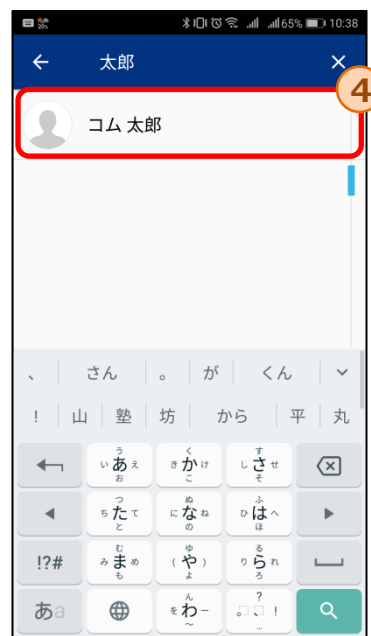 20% 65% 10:38
太郎
4
コム 太郎
、 さん 。 が くん
! 山 塾 坊 から 平 丸
う く す
いあえ きかけ しさせ
お こ そ
つ ぬ ふ
ちたて になね ひはへ
と の ほ
む ゆ る
!?# みまめ (や) りられ
も よ ろ
ん ?
あa をわー 、。!
〜 …